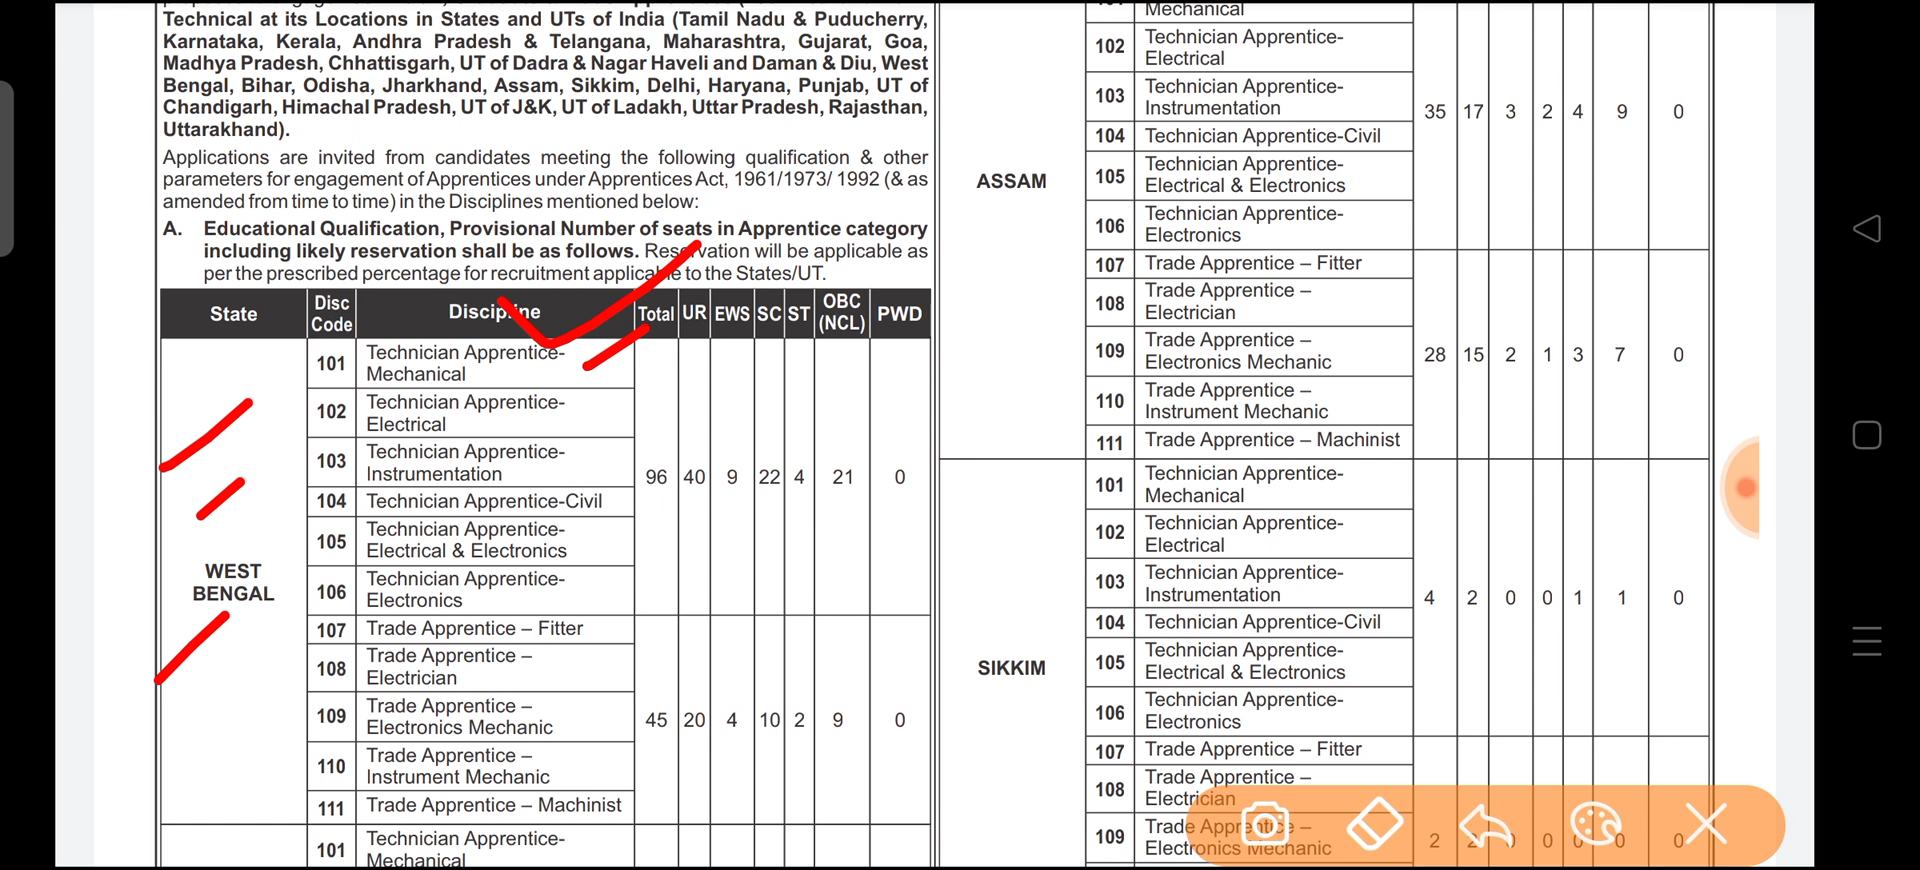 Technical at its Locations in States and UTs of India (Tamil Nadu & Puducherry,
Karnataka, Kerala, Andhra Pradesh & Telangana, Maharashtra, Gujarat, Goa,
Madhya Pradesh, Chhattisgarh, UT of Dadra & Nagar Haveli and Daman & Diu, West
Bengal, Bihar, Odisha, Jharkhand, Assam, Sikkim, Delhi, Haryana, Punjab, UT of
Chandigarh, Himachal Pradesh, UT of J&K, UT of Ladakh, Uttar Pradesh, Rajasthan,
Uttarakhand).
Applications are invited from candidates meeting the following qualification & other
parameters for engagement of Apprentices under Apprentices Act, 1961/1973/ 1992 (& as
amended from time to time) in the Disciplines mentioned below:
A. Educational Qualification, Provisional Number of seats in Apprentice category
including likely reservation shall be as follows. Reservation will be applicable as
per the prescribed percentage for recruitment applicable to the States/UT.
State Disc Code Discipline Total UR EWS SC ST OBC (NCL) PWD
WEST
BENGAL
101 Technician Apprentice-
Mechanical
102 Technician Apprentice-
Electrical
103 Technician Apprentice-
Instrumentation
104 Technician Apprentice-Civil
105 Technician Apprentice-
Electrical & Electronics
106 Technician Apprentice-
Electronics
96 40 9 22 4 21 0
107 Trade Apprentice – Fitter
108 Trade Apprentice –
Electrician
109 Trade Apprentice –
Electronics Mechanic
110 Trade Apprentice –
Instrument Mechanic
111 Trade Apprentice – Machinist
45 20 4 10 2 9 0
101 Technician Apprentice-
Mechanical
ASSAM
Mechanical
102 Technician Apprentice-
Electrical
103 Technician Apprentice-
Instrumentation
104 Technician Apprentice-Civil
105 Technician Apprentice-
Electrical & Electronics
106 Technician Apprentice-
Electronics
35 17 3 2 4 9 0
107 Trade Apprentice – Fitter
108 Trade Apprentice –
Electrician
109 Trade Apprentice –
Electronics Mechanic
110 Trade Apprentice –
Instrument Mechanic
111 Trade Apprentice – Machinist
28 15 2 1 3 7 0
SIKKIM
101 Technician Apprentice-
Mechanical
102 Technician Apprentice-
Electrical
103 Technician Apprentice-
Instrumentation
104 Technician Apprentice-Civil
105 Technician Apprentice-
Electrical & Electronics
106 Technician Apprentice-
Electronics
4 2 0 0 1 1 0
107 Trade Apprentice – Fitter
108 Trade Apprentice –
Electrician
109 Trade Apprentice –
Electronics Mechanic
2 2 0 0 0 0 0